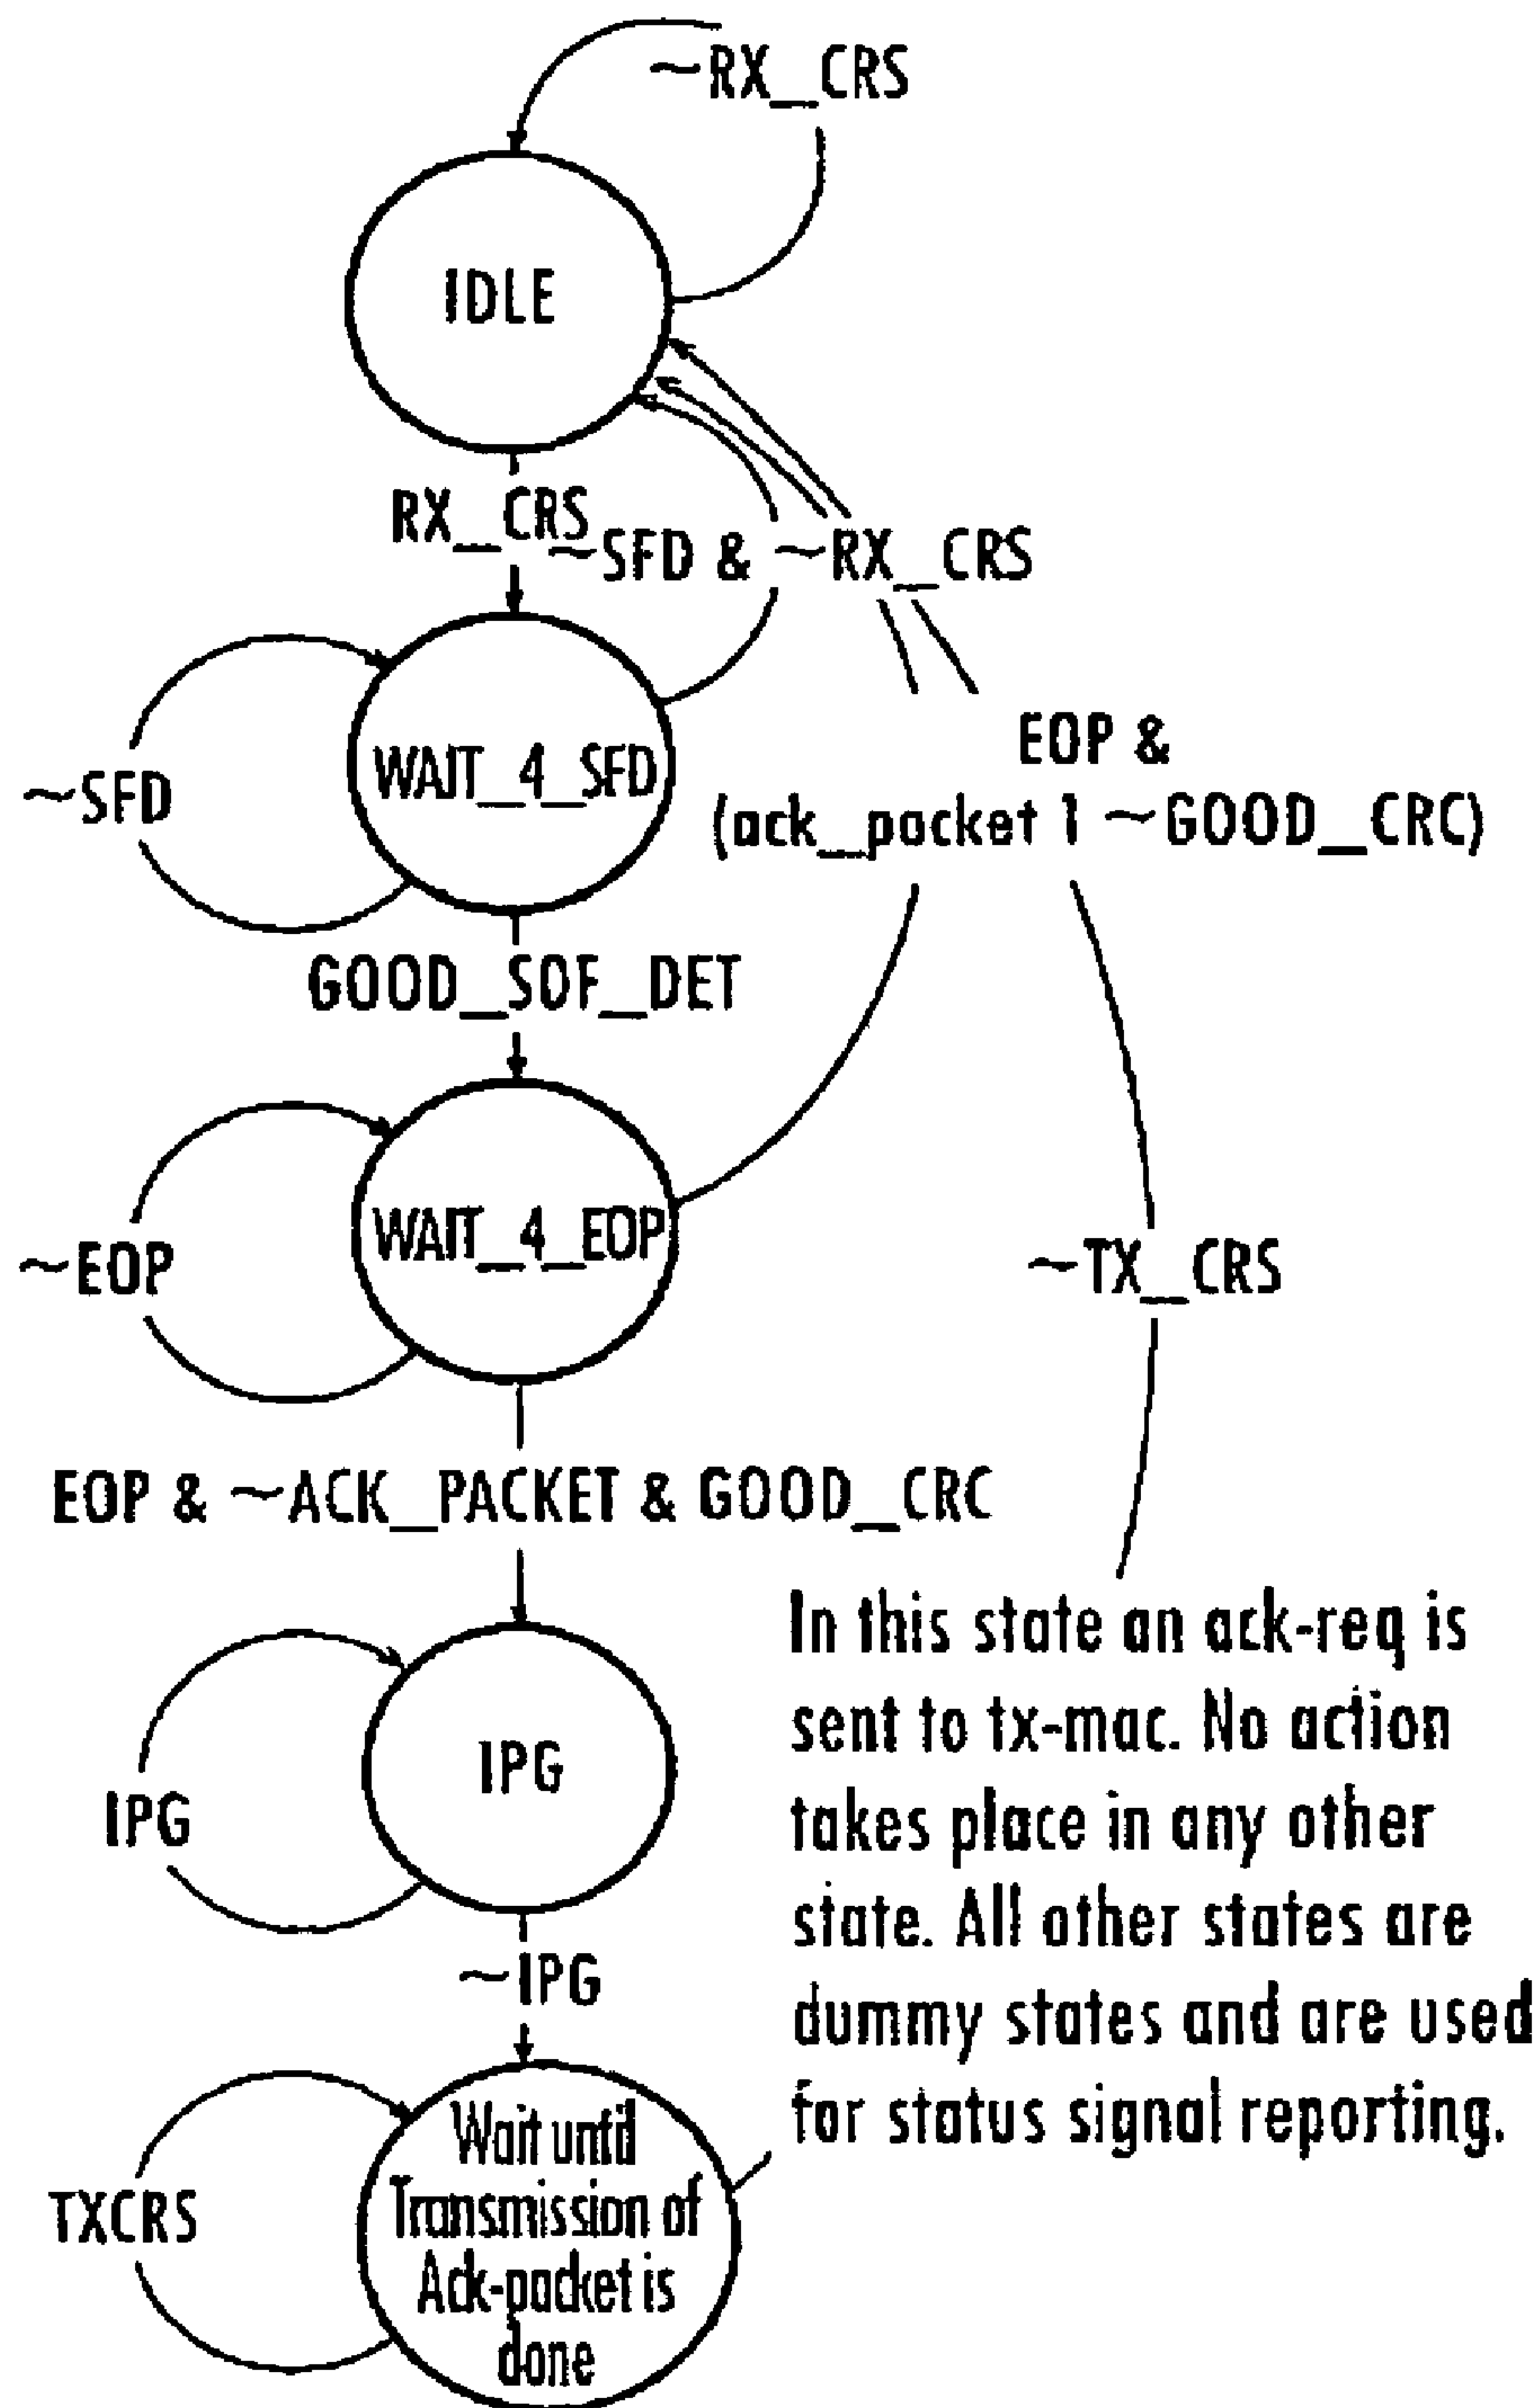 ~RX_CRS
IDLE
RX_CRS
~SFD & ~RX_CRS
WAIT_4_SFD
~SFD
EOP &
(ack_packet 1 ~GOOD_CRC)
GOOD_SOF_DET
WAIT_4_EOP
~EOP
~TX_CRS
EOP & ~ACK_PACKET & GOOD_CRC
IPG
IPG
In this state an ack-req is
sent to tx-mac. No action
takes place in any other
state. All other states are
dummy states and are used
for status signal reporting.
~IPG
Wait until
Transmission of
Ack-packet is
done
TXCRS